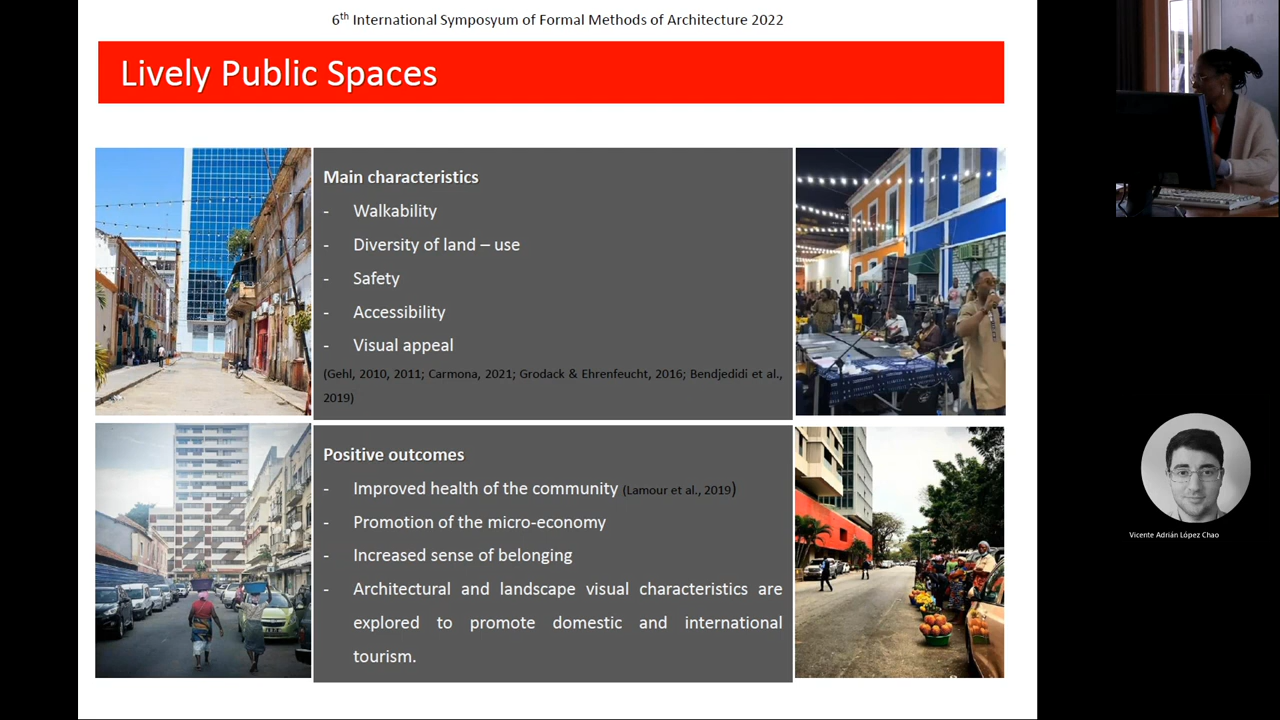 6th International Symposyum of Formal Methods of Architecture 2022
Lively Public Spaces
Main characteristics
- Walkability
- Diversity of land – use
- Safety
- Accessibility
- Visual appeal
(Gehl, 2010, 2011; Carmona, 2021; Grodack & Ehrenfeucht, 2016; Bendjedidi et al.,
2019)
Positive outcomes
- Improved health of the community (Lamour et al., 2019)
- Promotion of the micro-economy
- Increased sense of belonging
- Architectural and landscape visual characteristics are
explored to promote domestic and international
tourism.
Vicente Adrián López Chao